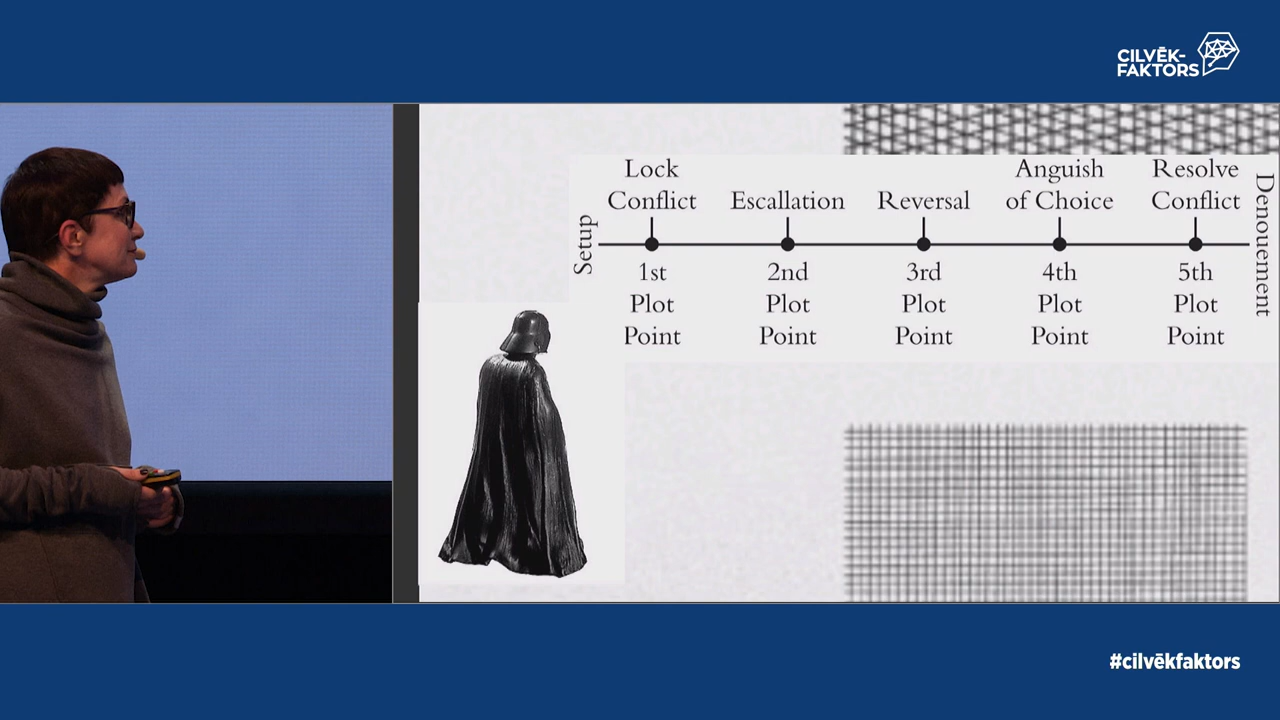 CILVĒK-
FAKTORS
Setup
Lock
Conflict
1st
Plot
Point
Escallation
2nd
Plot
Point
Reversal
3rd
Plot
Point
Anguish
of Choice
4th
Plot
Point
Resolve
Conflict
5th
Plot
Point
Denouement
#cilvēkfaktors